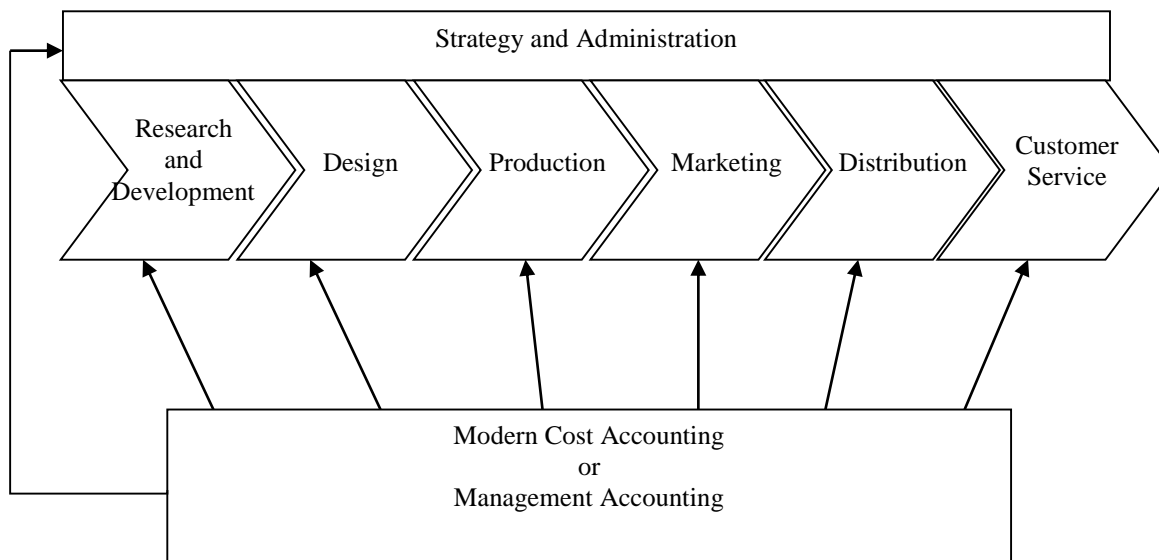 Strategy and Administration
Research
and
Development
Design
Production
Marketing
Distribution
Customer
Service
Modern Cost Accounting
or
Management Accounting